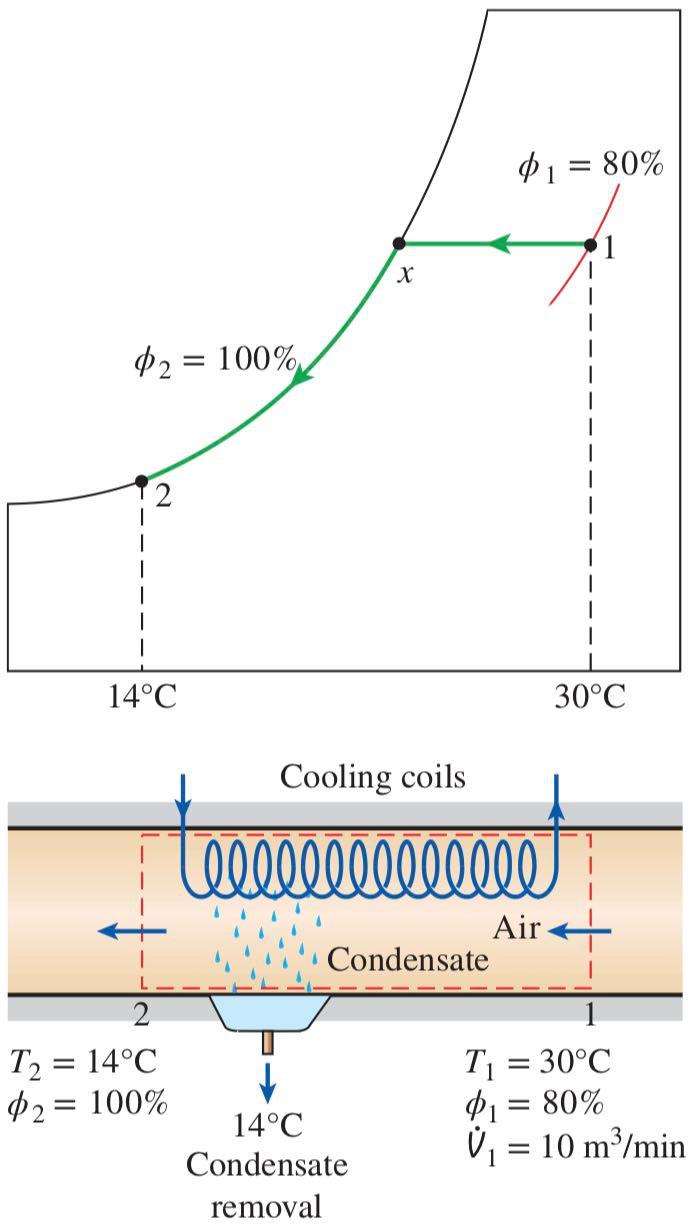 ϕ₁ = 80%
1
x
ϕ₂ = 100%
2
14°C
30°C
Cooling coils
Air
Condensate
2
1
T₂ = 14°C
ϕ₂ = 100%
T₁ = 30°C
ϕ₁ = 80%
V̇₁ = 10 m³/min
14°C
Condensate
removal